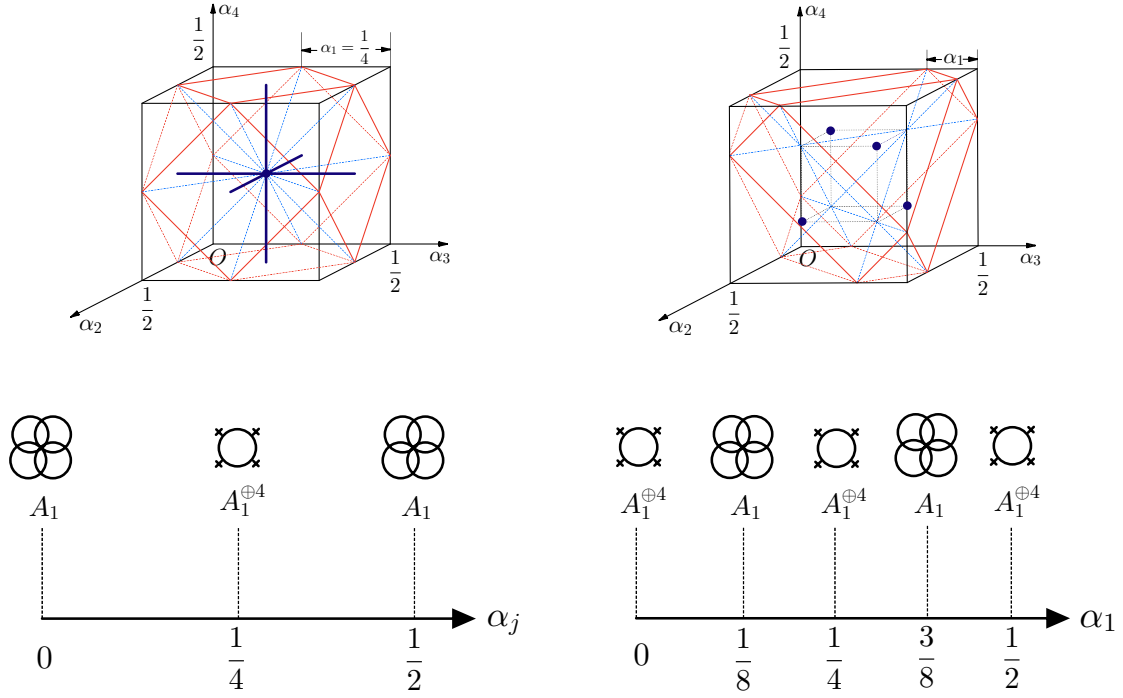 α₄
1/2
α₁ = 1/4
O
α₃
1/2
1/2
α₂
α₄
1/2
α₁
O
α₃
1/2
1/2
α₂
A₁ A₁^{⊕4} A₁
0 1/4 1/2 α_j
A₁^{⊕4} A₁ A₁^{⊕4} A₁ A₁^{⊕4}
0 1/8 1/4 3/8 1/2 α₁